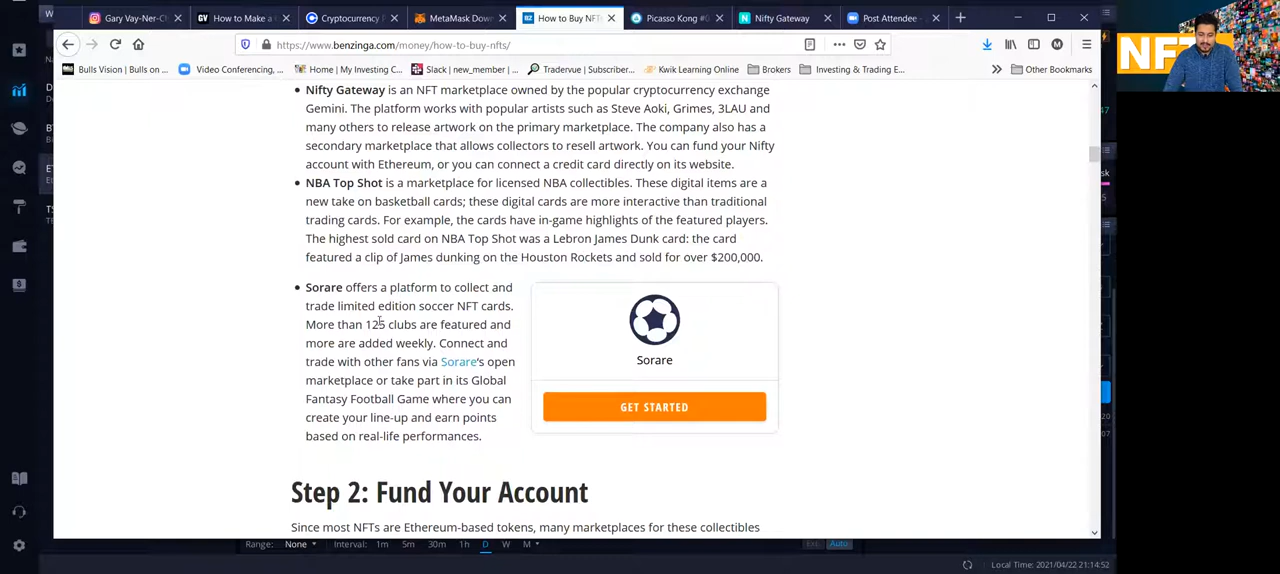 Gary Vay-Ner-Ch
How to Make a
Cryptocurrency P
MetaMask Dow
How to Buy NFTs
Picasso Kong #0
Nifty Gateway
Post Attendee -
https://www.benzinga.com/money/how-to-buy-nfts/
Bulls Vision | Bulls on ...
Video Conferencing, ...
Home | My Investing C...
Slack | new_member | ...
Tradervue | Subscriber...
Kwik Learning Online
Brokers
Investing & Trading E...
Other Bookmarks
NFTs
Nifty Gateway is an NFT marketplace owned by the popular cryptocurrency exchange
Gemini. The platform works with popular artists such as Steve Aoki, Grimes, 3LAU and
many others to release artwork on the primary marketplace. The company also has a
secondary marketplace that allows collectors to resell artwork. You can fund your Nifty
account with Ethereum, or you can connect a credit card directly on its website.
NBA Top Shot is a marketplace for licensed NBA collectibles. These digital items are a
new take on basketball cards; these digital cards are more interactive than traditional
trading cards. For example, the cards have in-game highlights of the featured players.
The highest sold card on NBA Top Shot was a Lebron James Dunk card: the card
featured a clip of James dunking on the Houston Rockets and sold for over $200,000.
Sorare offers a platform to collect and
trade limited edition soccer NFT cards.
More than 125 clubs are featured and
more are added weekly. Connect and
trade with other fans via Sorare's open
marketplace or take part in its Global
Fantasy Football Game where you can
create your line-up and earn points
based on real-life performances.
Sorare
GET STARTED
Step 2: Fund Your Account
Since most NFTs are Ethereum-based tokens, many marketplaces for these collectibles
Range: None Interval: 1m 5m 30m 1h D W M
Auto
Local Time: 2021/04/22 21:14:52